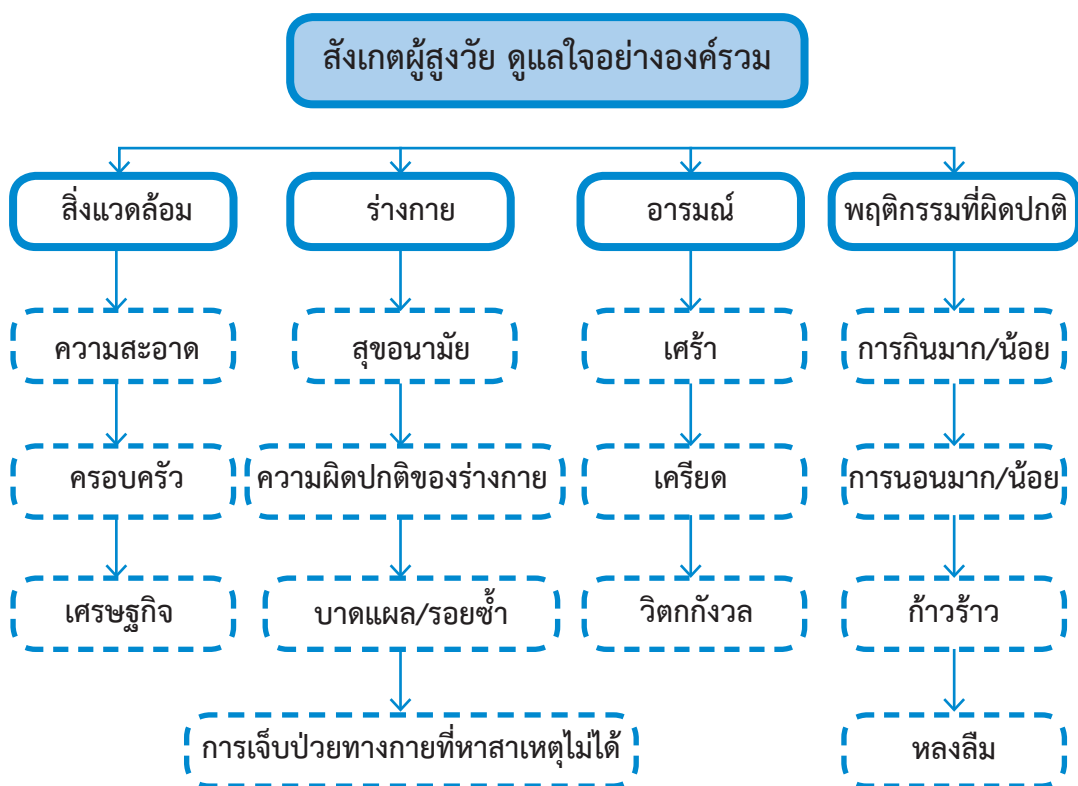 สังเกตผู้สูงวัย ดูแลใจอย่างองค์รวม
สิ่งแวดล้อม
ร่างกาย
อารมณ์
พฤติกรรมที่ผิดปกติ
ความสะอาด
สุขอนามัย
เศร้า
การกินมาก/น้อย
ครอบครัว
ความผิดปกติของร่างกาย
เครียด
การนอนมาก/น้อย
เศรษฐกิจ
บาดแผล/รอยซ้ำ
วิตกกังวล
ก้าวร้าว
การเจ็บป่วยทางกายที่หาสาเหตุไม่ได้
หลงลืม